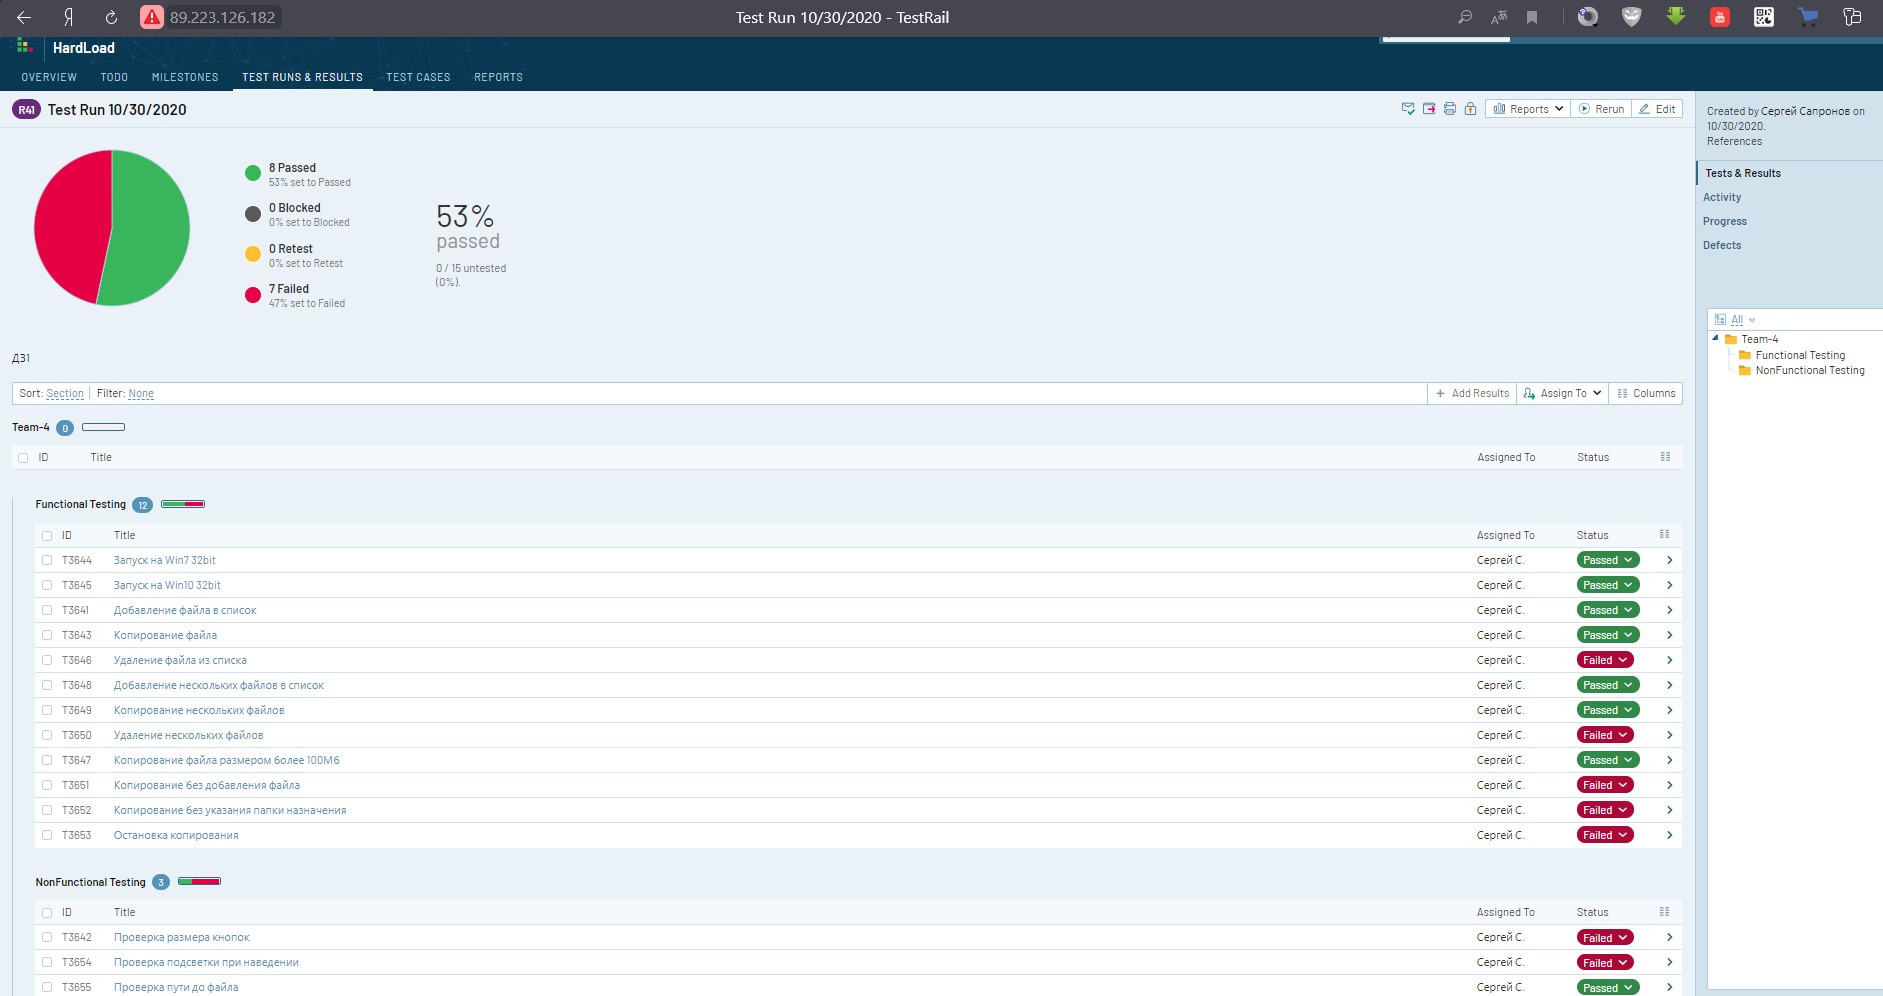 89.223.126.182
Test Run 10/30/2020 - TestRail
HardLoad
OVERVIEW TODO MILESTONES TEST RUNS & RESULTS TEST CASES REPORTS
R41 Test Run 10/30/2020
Reports Rerun Edit
8 Passed
53% set to Passed
0 Blocked
0% set to Blocked
0 Retest
0% set to Retest
7 Failed
47% set to Failed
53%
passed
0 / 15 untested
(0%).
ДЗ1
Sort: Section Filter: None
+ Add Results Assign To Columns
Team-4 0
ID Title Assigned To Status
Functional Testing 12
ID Title Assigned To Status
T3644 Запуск на Win7 32bit Сергей С. Passed
T3645 Запуск на Win10 32bit Сергей С. Passed
T3641 Добавление файла в список Сергей С. Passed
T3643 Копирование файла Сергей С. Passed
T3646 Удаление файла из списка Сергей С. Failed
T3648 Добавление нескольких файлов в список Сергей С. Passed
T3649 Копирование нескольких файлов Сергей С. Passed
T3650 Удаление нескольких файлов Сергей С. Failed
T3647 Копирование файла размером более 100Мб Сергей С. Passed
T3651 Копирование без добавления файла Сергей С. Failed
T3652 Копирование без указания папки назначения Сергей С. Failed
T3653 Остановка копирования Сергей С. Failed
NonFunctional Testing 3
ID Title Assigned To Status
T3642 Проверка размера кнопок Сергей С. Failed
T3654 Проверка подсветки при наведении Сергей С. Failed
T3655 Проверка пути до файла Сергей С. Passed
Created by Сергей Сапронов on
10/30/2020.
References
Tests & Results
Activity
Progress
Defects
All
Team-4
Functional Testing
NonFunctional Testing